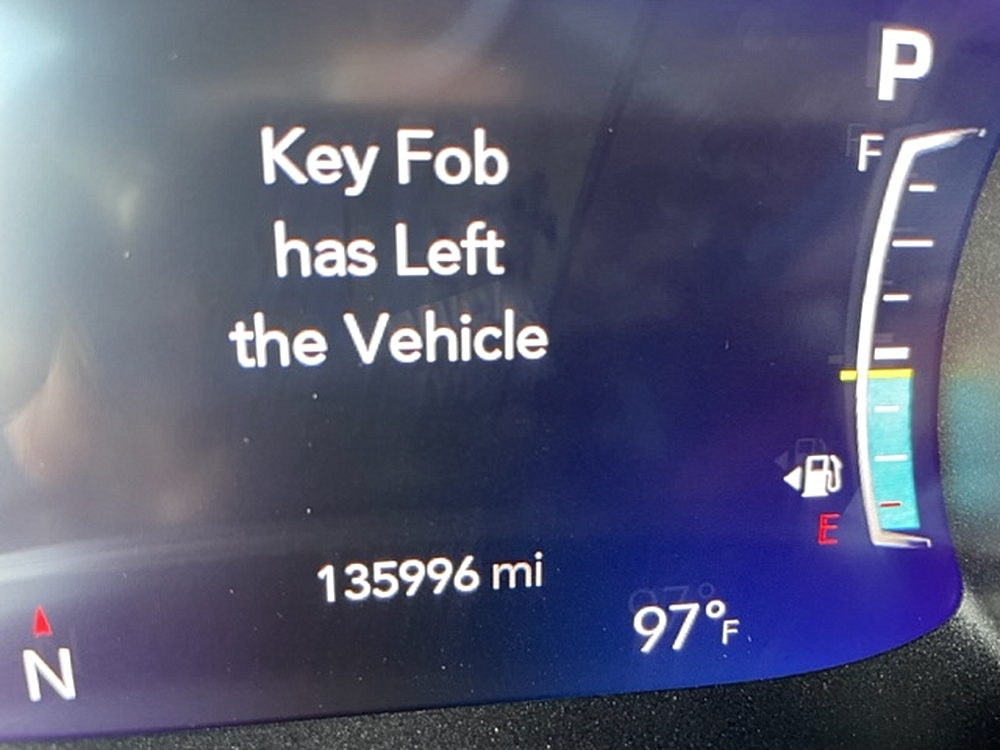 P
F
Key Fob
has Left
the Vehicle
E
135996 mi
97°F
N